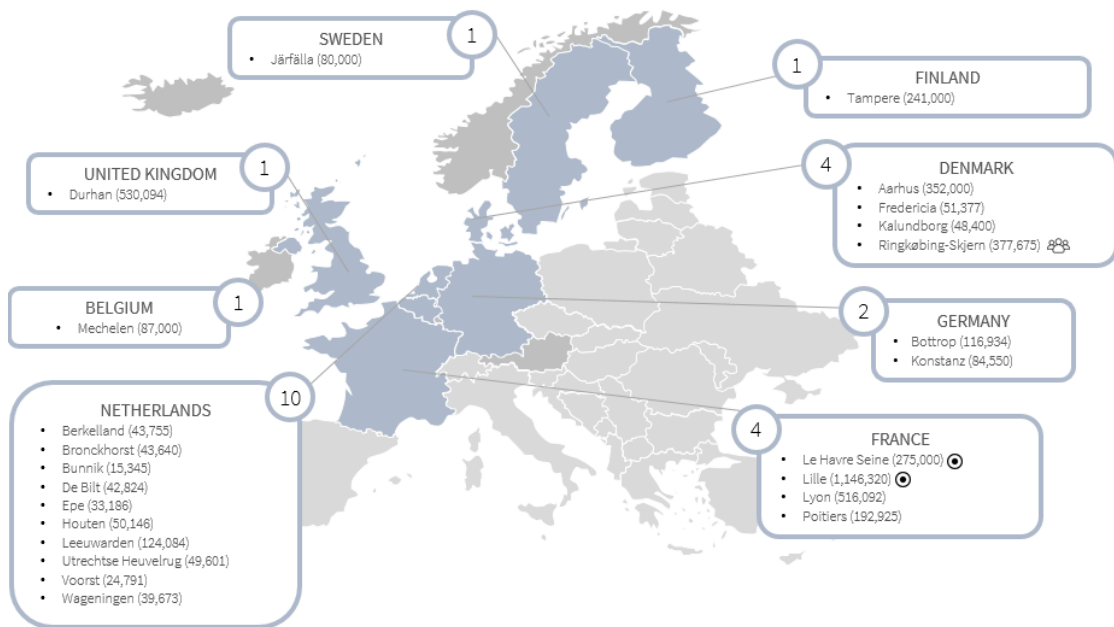 SWEDEN
1
• Järfälla (80,000)
1
FINLAND
• Tampere (241,000)
UNITED KINGDOM
1
• Durhan (530,094)
4
DENMARK
• Aarhus (352,000)
• Fredericia (51,377)
• Kalundborg (48,400)
• Ringkøbing-Skjern (377,675)
BELGIUM
1
• Mechelen (87,000)
2
GERMANY
• Bottrop (116,934)
• Konstanz (84,550)
10
NETHERLANDS
• Berkelland (43,755)
• Bronckhorst (43,640)
• Bunnik (15,345)
• De Bilt (42,824)
• Epe (33,186)
• Houten (50,146)
• Leeuwarden (124,084)
• Utrechtse Heuvelrug (49,601)
• Voorst (24,791)
• Wageningen (39,673)
4
FRANCE
• Le Havre Seine (275,000)
• Lille (1,146,320)
• Lyon (516,092)
• Poitiers (192,925)